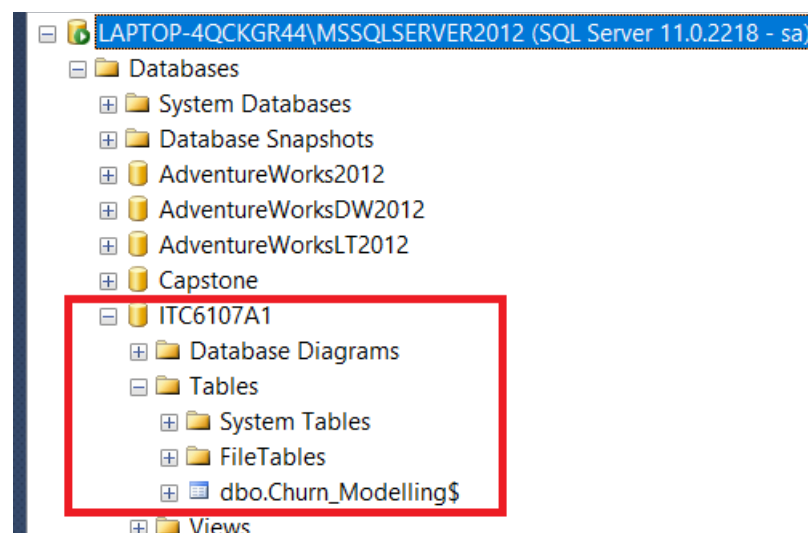 LAPTOP-4QCKGR44\MSSQLSERVER2012 (SQL Server 11.0.2218 - sa)
Databases
System Databases
Database Snapshots
AdventureWorks2012
AdventureWorksDW2012
AdventureWorksLT2012
Capstone
ITC6107A1
Database Diagrams
Tables
System Tables
FileTables
dbo.Churn_Modelling$
Views